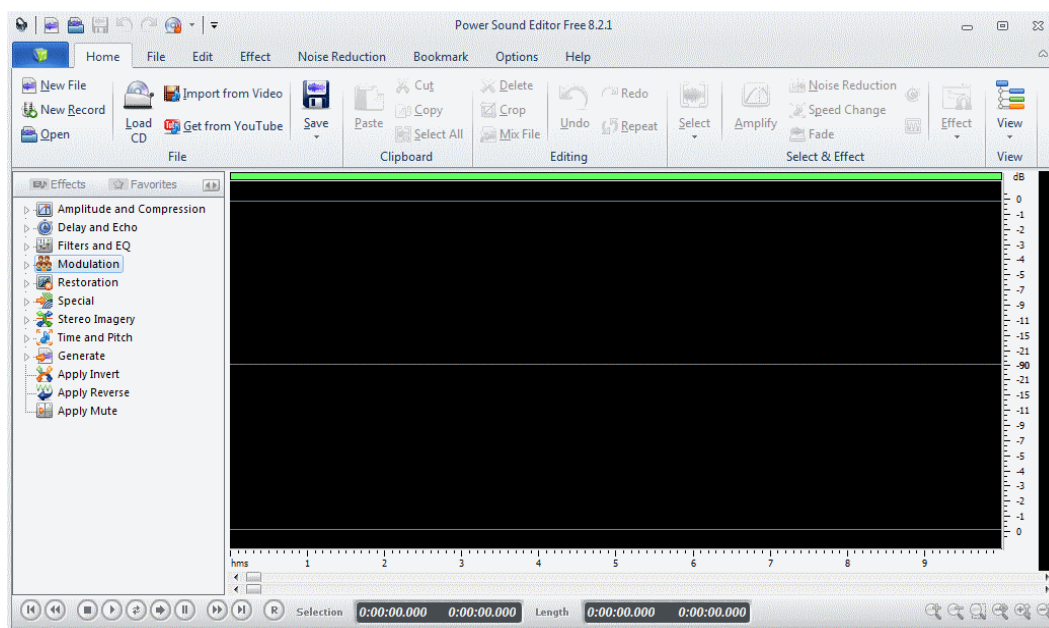 Power Sound Editor Free 8.2.1
Home File Edit Effect Noise Reduction Bookmark Options Help
New File
New Record
Open
Load CD
Import from Video
Get from YouTube
Save
File
Paste
Cut
Copy
Select All
Clipboard
Delete
Crop
Mix File
Undo
Redo
Repeat
Editing
Select
Amplify
Noise Reduction
Speed Change
Fade
Effect
Select & Effect
View
View
Effects Favorites
Amplitude and Compression
Delay and Echo
Filters and EQ
Modulation
Restoration
Special
Stereo Imagery
Time and Pitch
Generate
Apply Invert
Apply Reverse
Apply Mute
dB
0
-1
-2
-3
-4
-5
-7
-9
-11
-15
-21
-90
-21
-15
-11
-9
-7
-5
-4
-3
-2
-1
0
hms 1 2 3 4 5 6 7 8 9
R Selection 0:00:00.000 0:00:00.000 Length 0:00:00.000 0:00:00.000